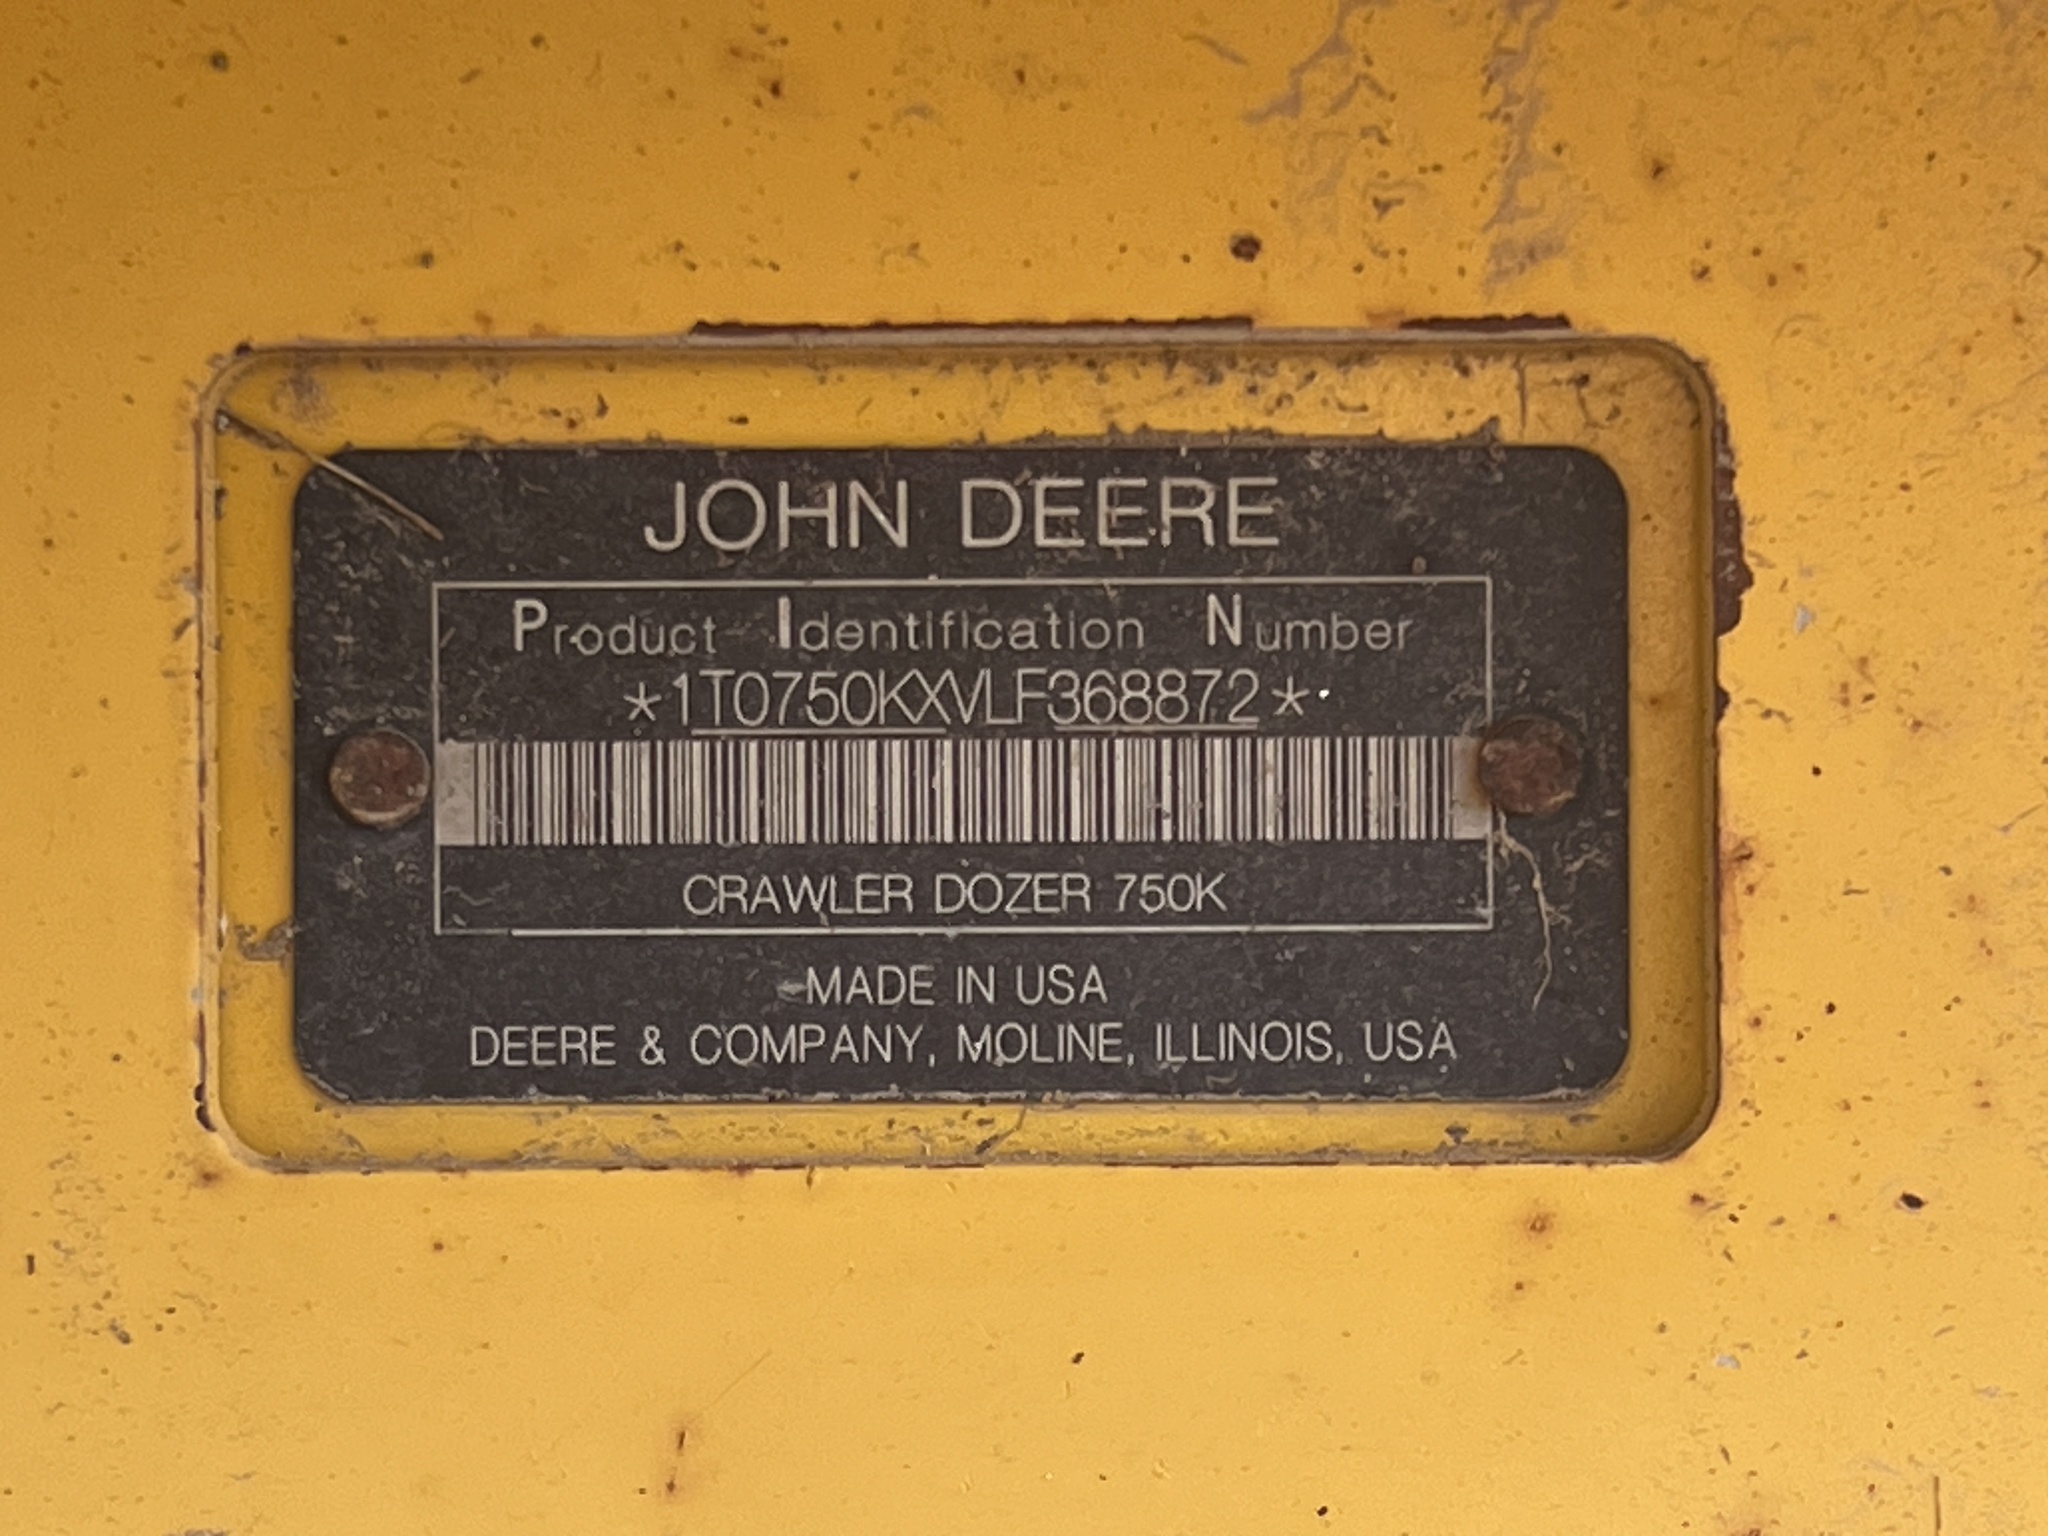 JOHN DEERE
Product Identification Number
*1T0750KXVLF368872*
CRAWLER DOZER 750K
MADE IN USA
DEERE & COMPANY, MOLINE, ILLINOIS, USA